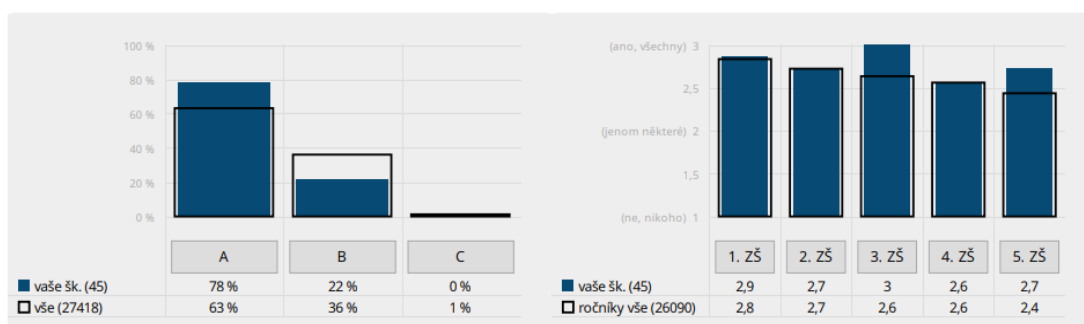 100 %
80 %
60 %
40 %
20 %
0 %
A B C
vaše šk. (45) 78 % 22 % 0 %
vše (27418) 63 % 36 % 1 %
(ano, všechny) 3
2,5
(jenom některé) 2
1,5
(ne, nikoho) 1
1. ZŠ 2. ZŠ 3. ZŠ 4. ZŠ 5. ZŠ
vaše šk. (45) 2,9 2,7 3 2,6 2,7
ročníky vše (26090) 2,8 2,7 2,6 2,6 2,4